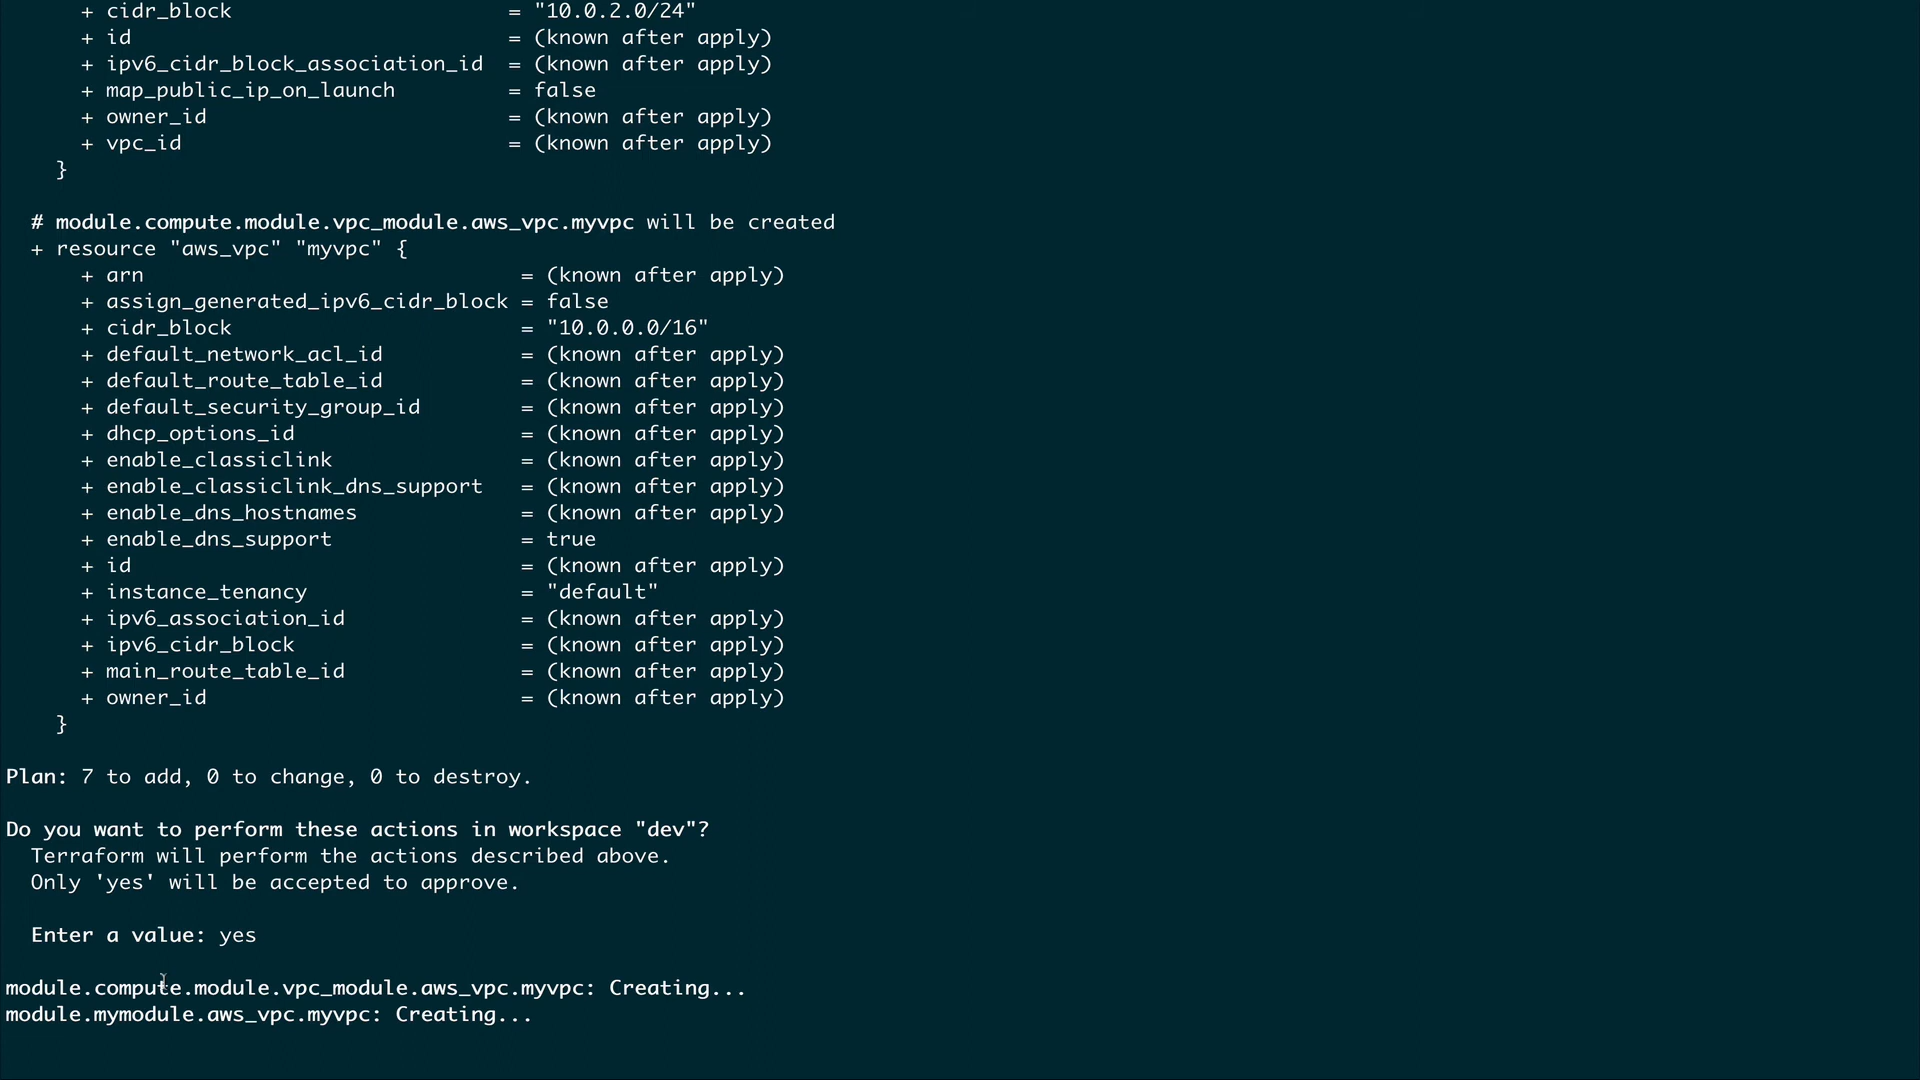 + cidr_block = "10.0.2.0/24"
+ id = (known after apply)
+ ipv6_cidr_block_association_id = (known after apply)
+ map_public_ip_on_launch = false
+ owner_id = (known after apply)
+ vpc_id = (known after apply)
}
# module.compute.module.vpc_module.aws_vpc.myvpc will be created
+ resource "aws_vpc" "myvpc" {
+ arn = (known after apply)
+ assign_generated_ipv6_cidr_block = false
+ cidr_block = "10.0.0.0/16"
+ default_network_acl_id = (known after apply)
+ default_route_table_id = (known after apply)
+ default_security_group_id = (known after apply)
+ dhcp_options_id = (known after apply)
+ enable_classiclink = (known after apply)
+ enable_classiclink_dns_support = (known after apply)
+ enable_dns_hostnames = (known after apply)
+ enable_dns_support = true
+ id = (known after apply)
+ instance_tenancy = "default"
+ ipv6_association_id = (known after apply)
+ ipv6_cidr_block = (known after apply)
+ main_route_table_id = (known after apply)
+ owner_id = (known after apply)
}
Plan: 7 to add, 0 to change, 0 to destroy.
Do you want to perform these actions in workspace "dev"?
Terraform will perform the actions described above.
Only 'yes' will be accepted to approve.
Enter a value: yes
module.compute.module.vpc_module.aws_vpc.myvpc: Creating...
module.mymodule.aws_vpc.myvpc: Creating...